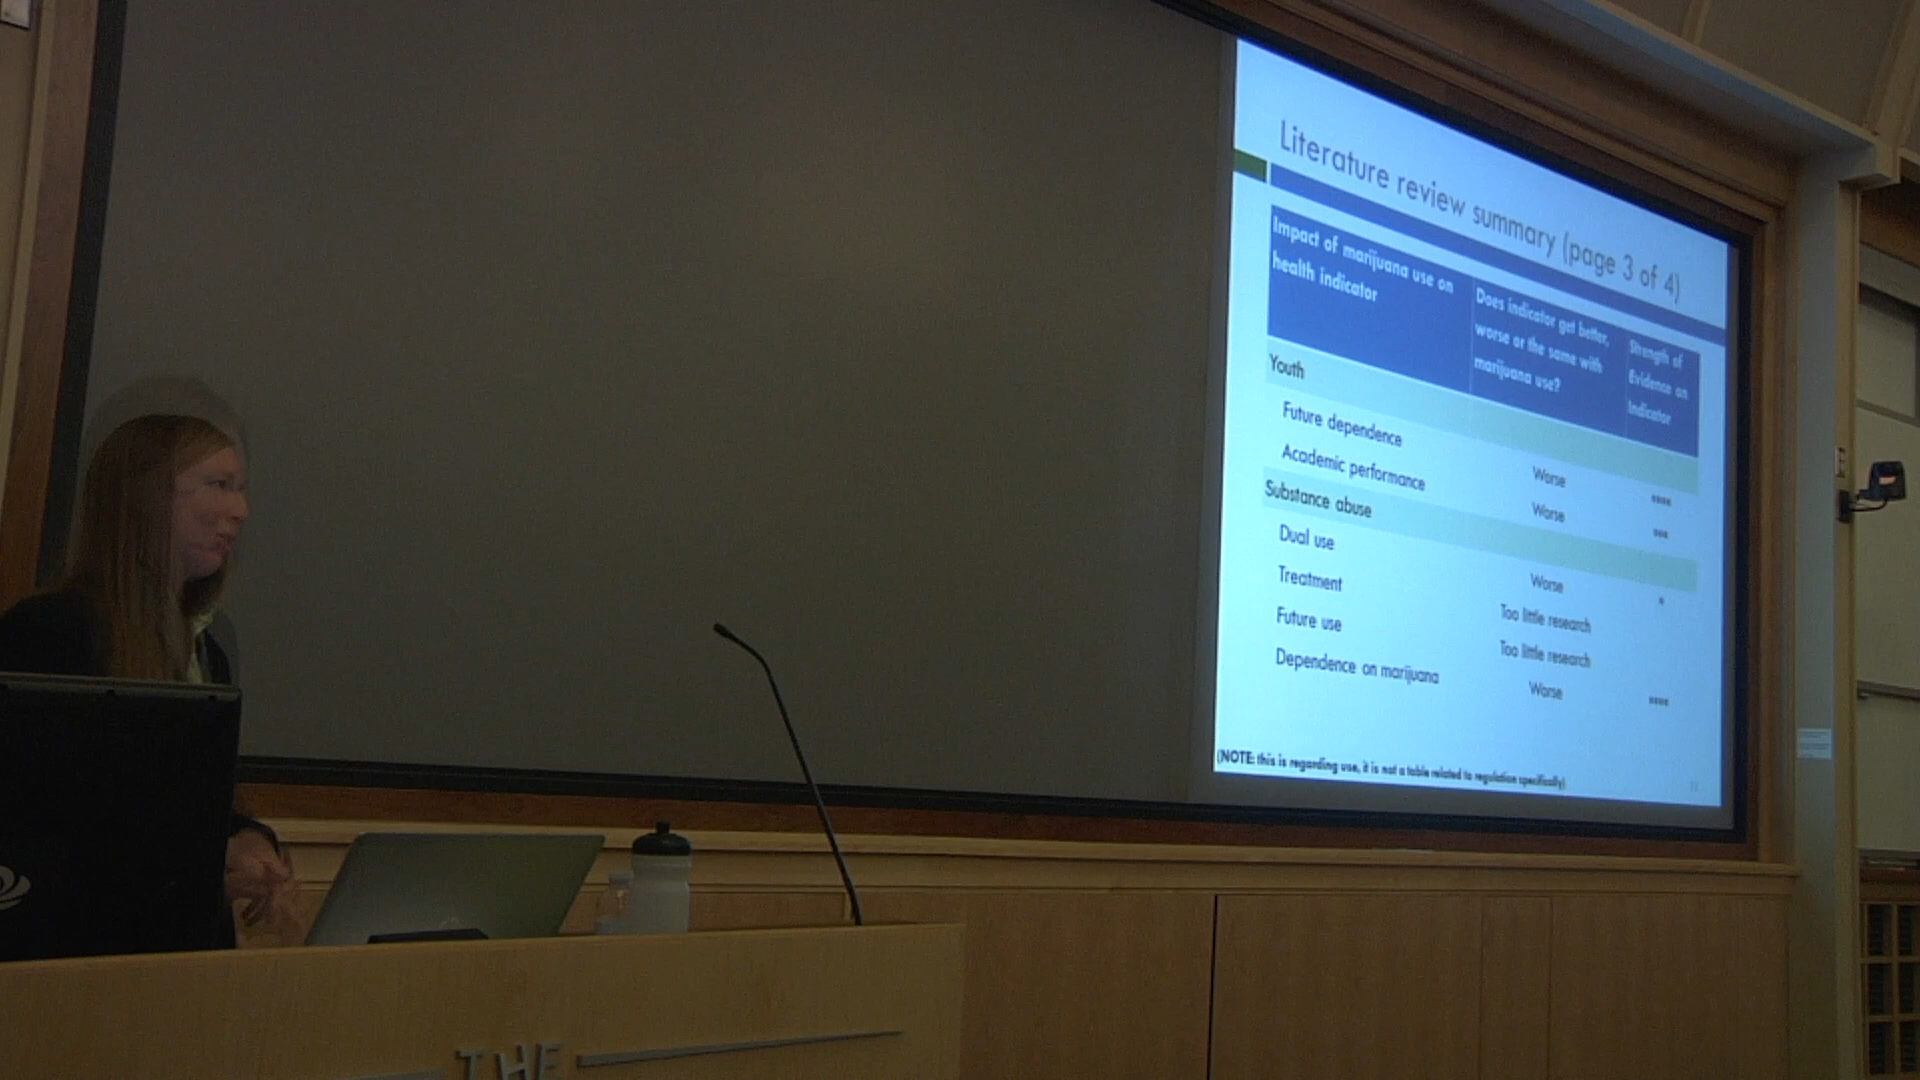 Literature review summary (page 3 of 4)
Impact of marijuana use on
health indicator
Does indicator get better,
worse or the same with
marijuana use?
Strength of
Evidence on
Indicator
Youth
Future dependence
Worse
****
Academic performance
Worse
***
Substance abuse
Dual use
Worse
*
Treatment
Too little research
Future use
Too little research
Dependence on marijuana
Worse
****
(NOTE: this is regarding use, it is not a table related to regulation specifically)
THE